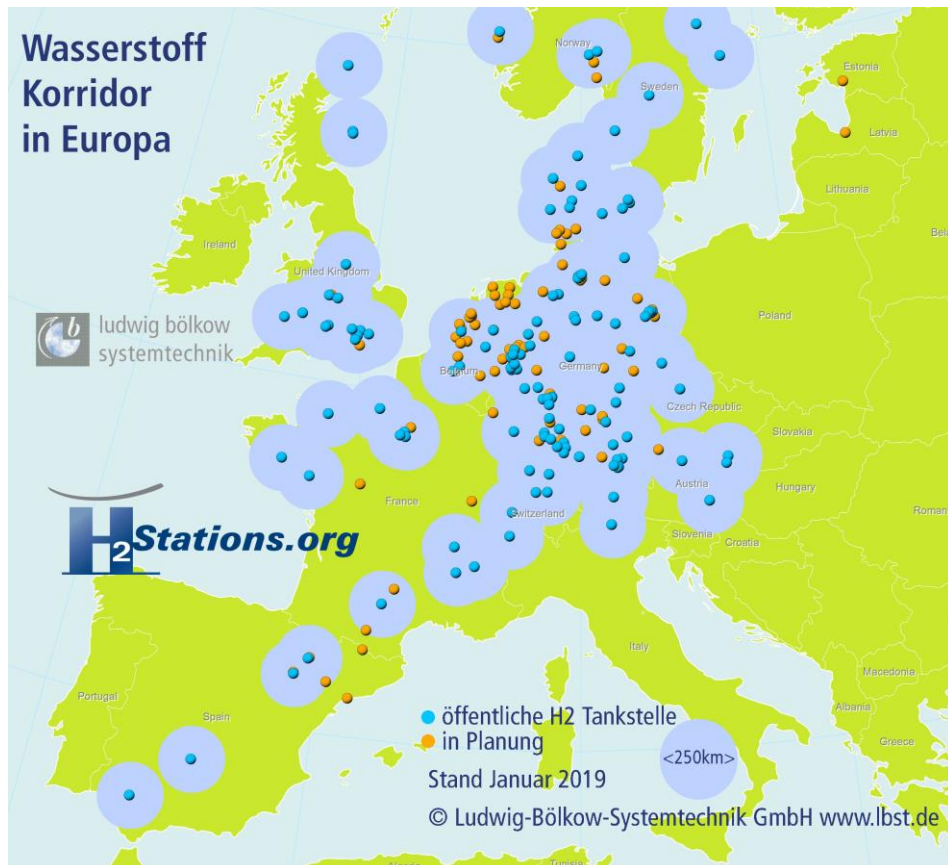 Wasserstoff
Korridor
in Europa
Norway
Sweden
Estonia
Latvia
Lithuania
Ireland
United Kingdom
ludwig bölkow
systemtechnik
Poland
Belgium
Germany
Czech Republic
Slovakia
Austria
Hungary
France
Switzerland
Slovenia
Croatia
H2Stations.org
Italy
Macedonia
Albania
Greece
Portugal
Spain
öffentliche H2 Tankstelle
in Planung
<250km>
Stand Januar 2019
© Ludwig-Bölkow-Systemtechnik GmbH www.lbst.de
Tunisia